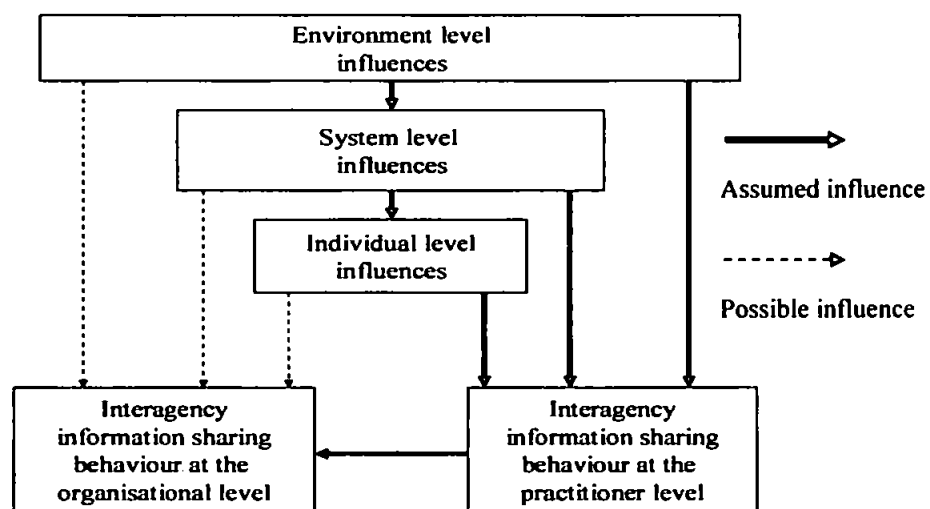 Environment level
influences
System level
influences
Individual level
influences
Assumed influence
Possible influence
Interagency
information sharing
behaviour at the
organisational level
Interagency
information sharing
behaviour at the
practitioner level